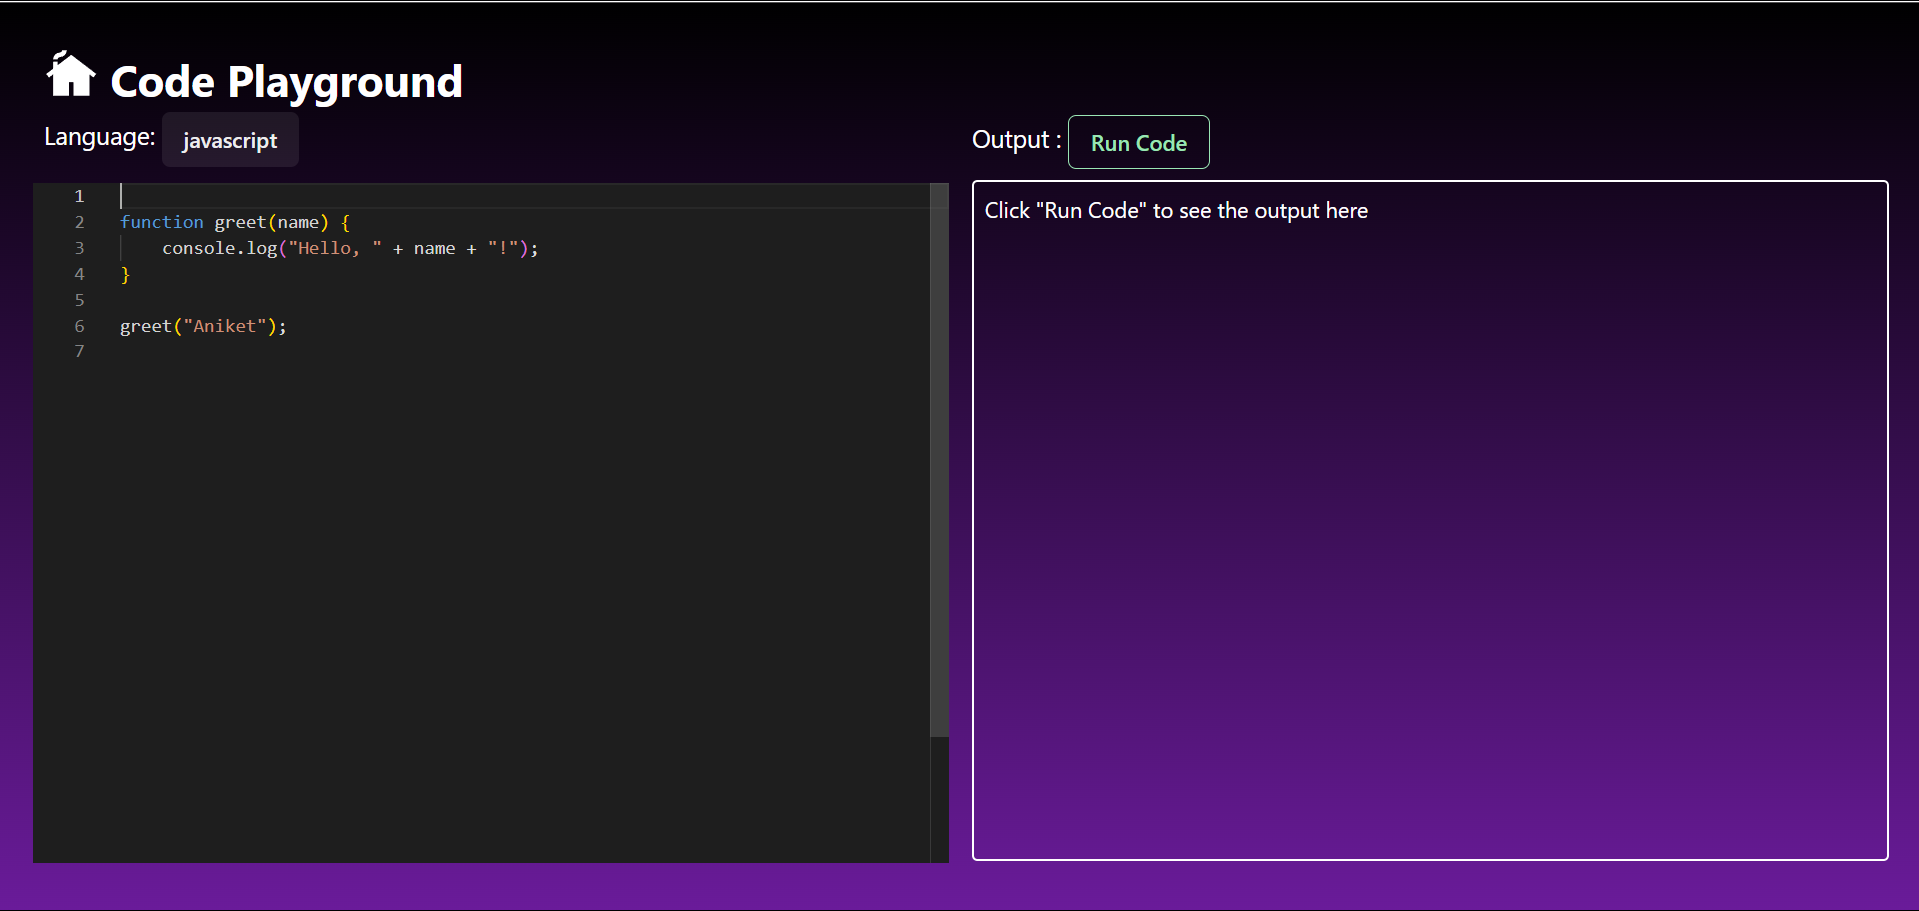 Code Playground
Language: javascript
1
2 function greet(name) {
3 console.log("Hello, " + name + "!");
4 }
5
6 greet("Aniket");
7
Output : Run Code
Click "Run Code" to see the output here